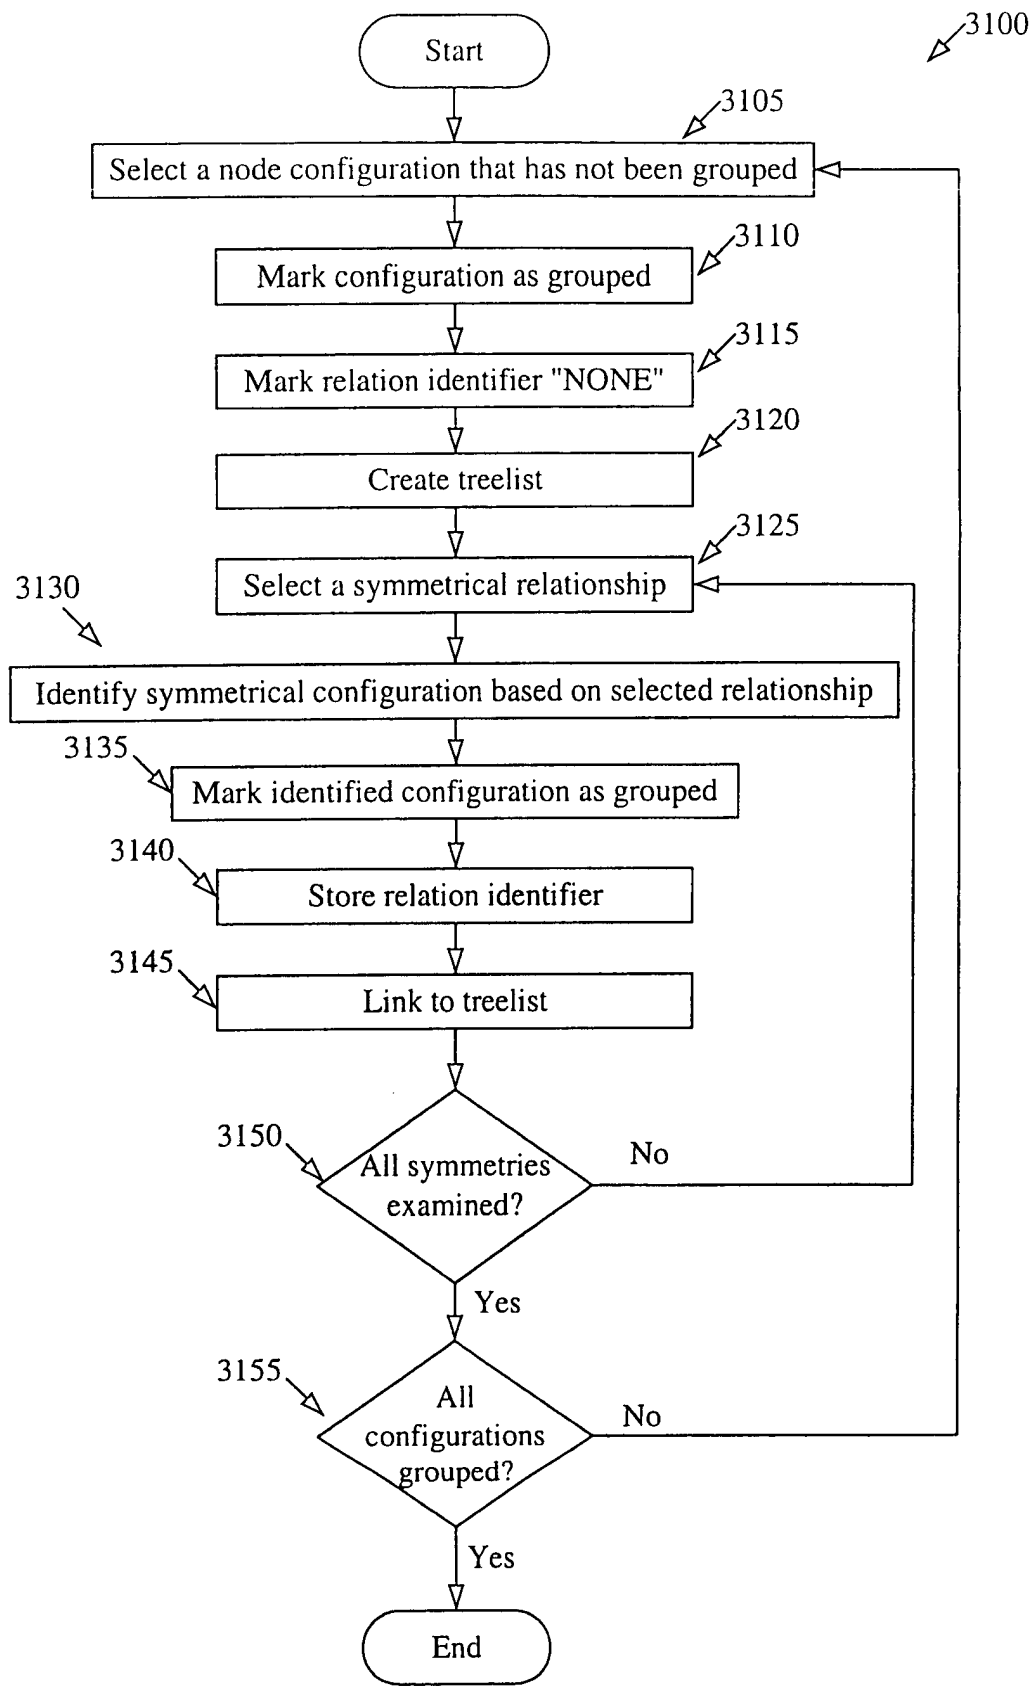 3100
Start
3105
Select a node configuration that has not been grouped
3110
Mark configuration as grouped
3115
Mark relation identifier "NONE"
3120
Create treelist
3125
Select a symmetrical relationship
3130
Identify symmetrical configuration based on selected relationship
3135
Mark identified configuration as grouped
3140
Store relation identifier
3145
Link to treelist
3150
All symmetries
examined?
No
Yes
3155
All
configurations
grouped?
No
Yes
End